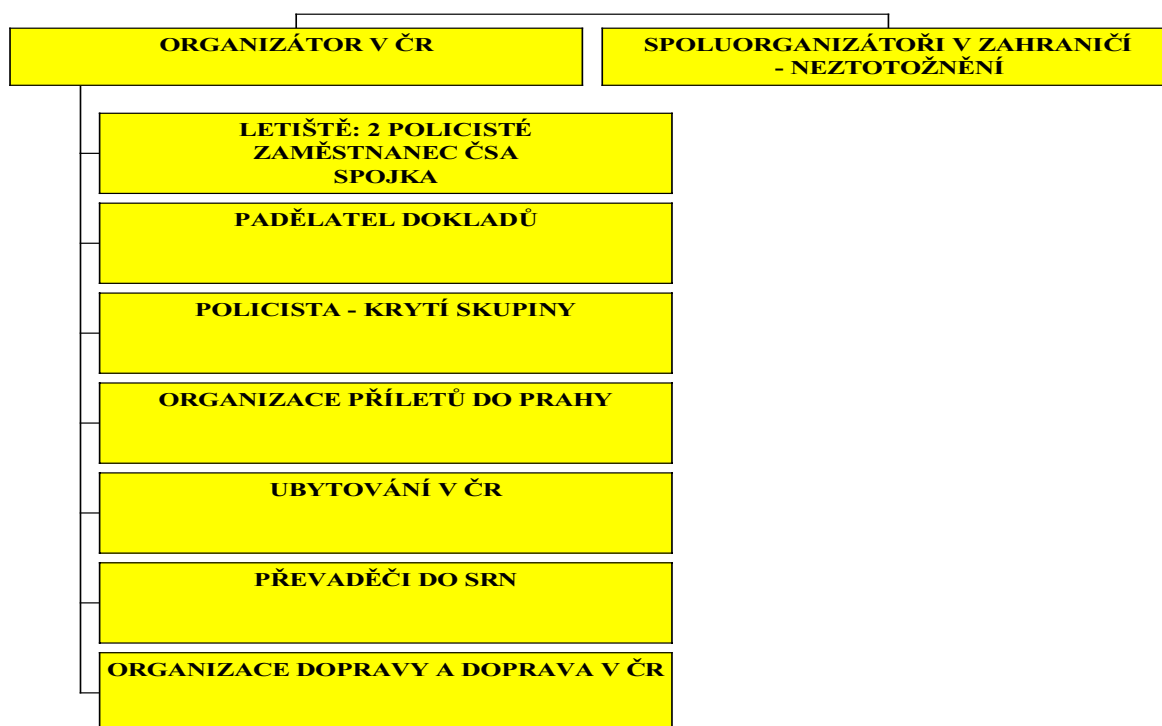 ORGANIZÁTOR V ČR
SPOLUORGANIZÁTOŘI V ZAHRANIČÍ
- NEZTOTOŽNĚNÍ
LETIŠTĚ: 2 POLICISTÉ
ZAMĚSTNANEC ČSA
SPOJKA
PADĚLATEL DOKLADŮ
POLICISTA - KRYTÍ SKUPINY
ORGANIZACE PŘÍLETŮ DO PRAHY
UBYTOVÁNÍ V ČR
PŘEVADĚČI DO SRN
ORGANIZACE DOPRAVY A DOPRAVA V ČR